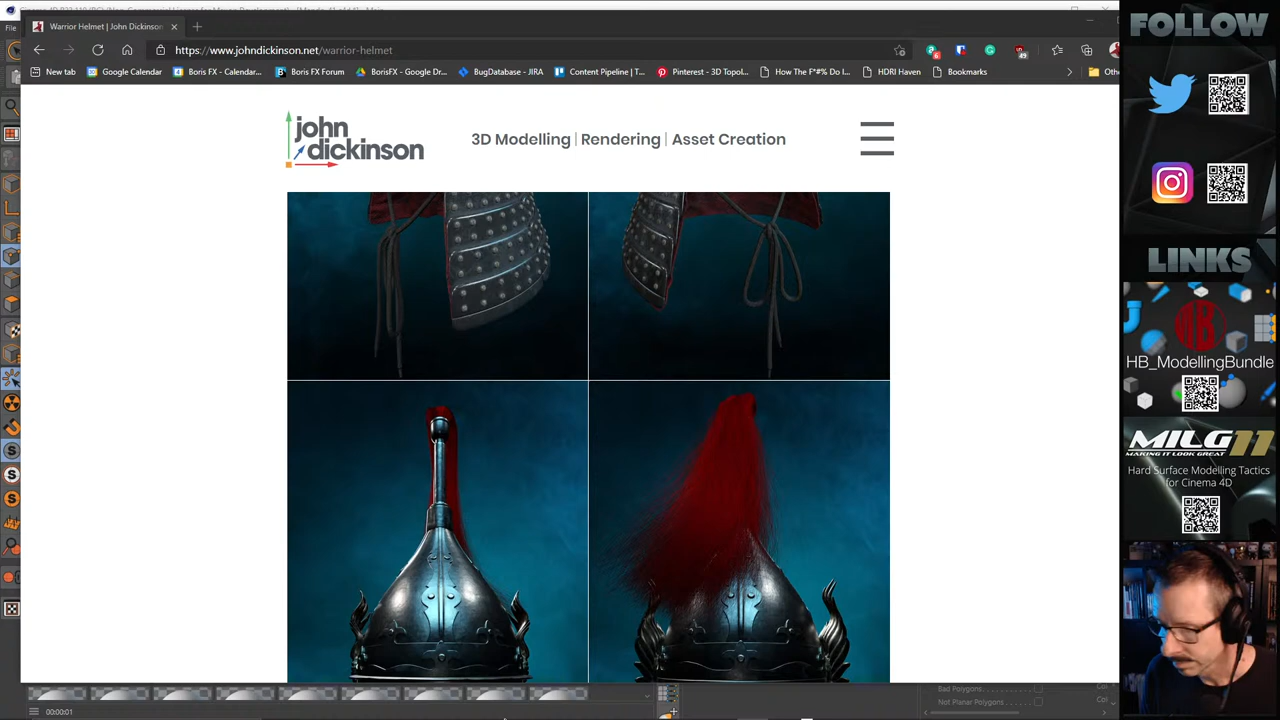 File
Warrior Helmet | John Dickinson
https://www.johndickinson.net/warrior-helmet
New tab
Google Calendar
Boris FX - Calendar...
Boris FX Forum
BorisFX - Google Dr...
BugDatabase - JIRA
Content Pipeline | T...
Pinterest - 3D Topol...
How The F*#% Do I...
HDRI Haven
Bookmarks
john
dickinson
3D Modelling | Rendering | Asset Creation
00:00:01
Bad Polygons
Not Planar Polygons
FOLLOW
LINKS
HB_ModellingBundle
MILG11
MAKING IT LOOK GREAT
Hard Surface Modelling Tactics
for Cinema 4D